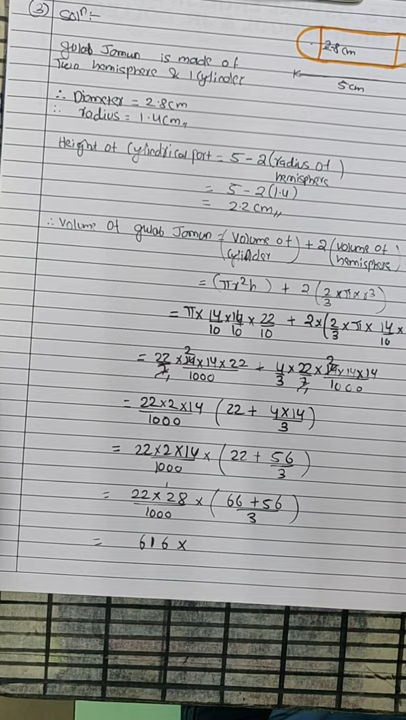 ③ Solⁿ:-
2.8cm
5cm
gulab Jamun is made of
Two hemisphere & 1 Cylinder
∴ Diameter = 2.8cm
∴ radius = 1.4cm,,
Height of Cylindrical part = 5 - 2(radius of hemisphere)
= 5 - 2(1.4)
= 2.2 cm,,
∴ Volume of gulab Jamun = (Volume of cylinder) + 2 (volume of hemisphere)
= (πr²h) + 2(2/3 × π × r³)
= π × 14/10 × 14/10 × 22/10 + 2×(2/3 × π × 14/10 ×
= 22/7 × 14×14×22/1000 + 4/3 × 22/7 × 14×14×14/1000
= 22×2×14/1000 (22 + 4×14/3)
= 22×2×14/1000 × (22 + 56/3)
= 22×28/1000 × (66+56/3)
= 616 ×